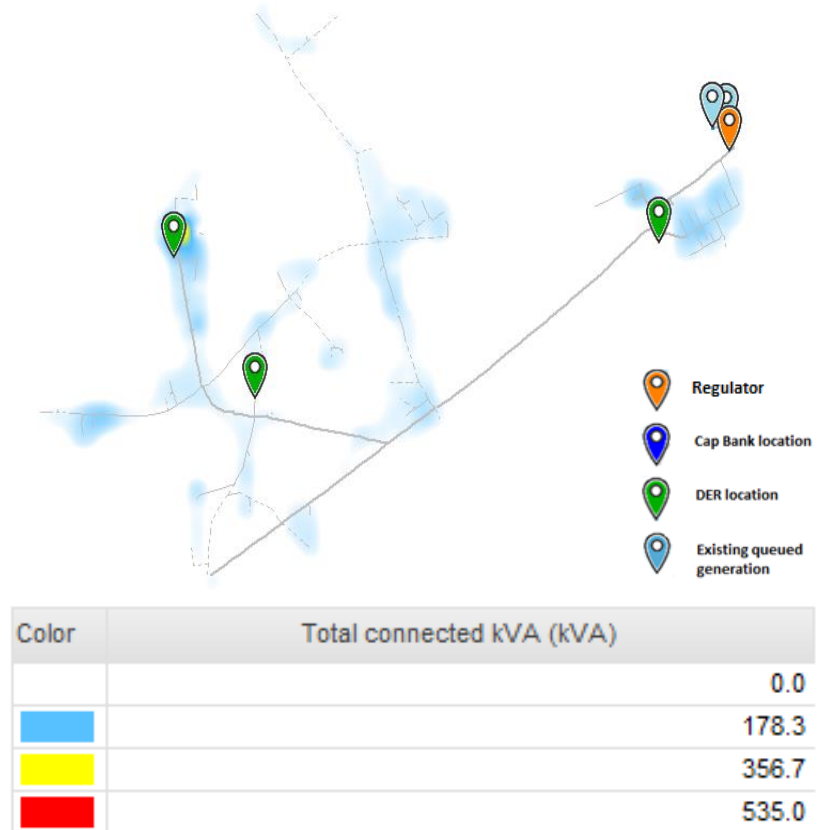 Regulator
Cap Bank location
DER location
Existing queued
generation
Color Total connected kVA (kVA)
0.0
178.3
356.7
535.0